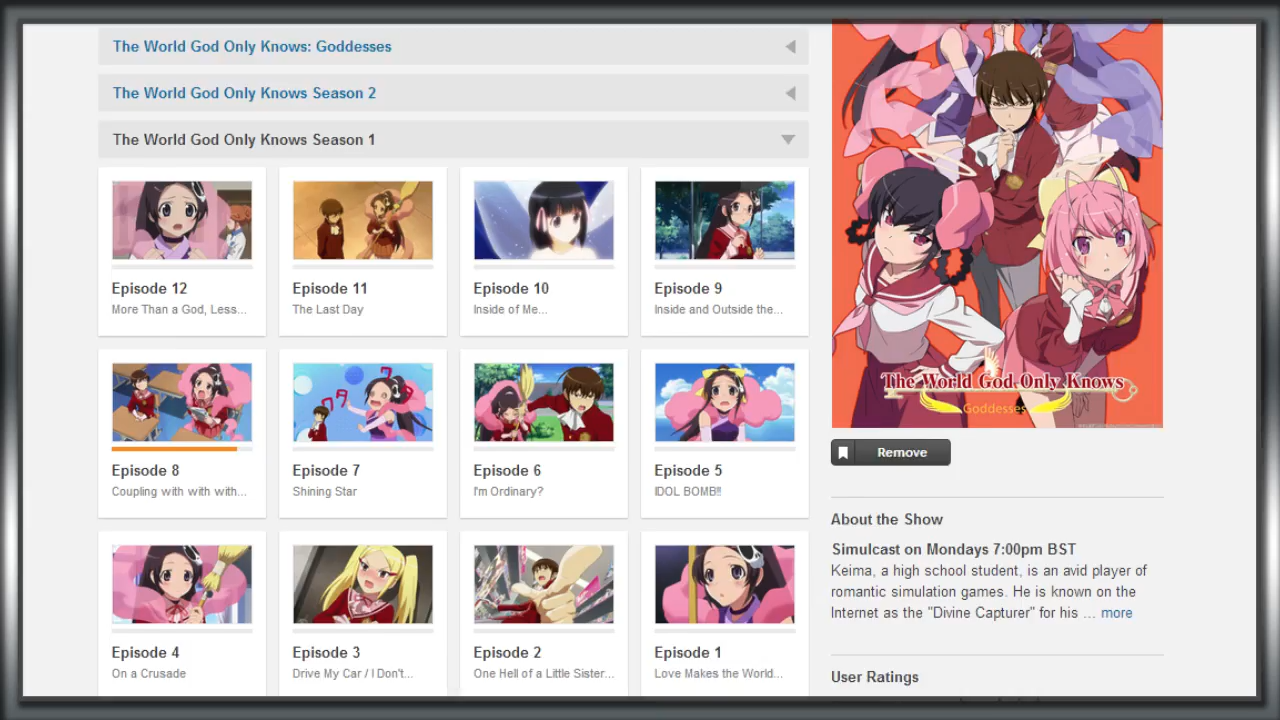 The World God Only Knows: Goddesses
The World God Only Knows Season 2
The World God Only Knows Season 1
Episode 12
More Than a God, Less...
Episode 11
The Last Day
Episode 10
Inside of Me...
Episode 9
Inside and Outside the...
Episode 8
Coupling with with with...
Episode 7
Shining Star
Episode 6
I'm Ordinary?
Episode 5
IDOL BOMB!!
Episode 4
On a Crusade
Episode 3
Drive My Car / I Don't...
Episode 2
One Hell of a Little Sister...
Episode 1
Love Makes the World...
ワタ
The World God Only Knows
Goddesses
Remove
About the Show
Simulcast on Mondays 7:00pm BST
Keima, a high school student, is an avid player of
romantic simulation games. He is known on the
Internet as the "Divine Capturer" for his ... more
User Ratings